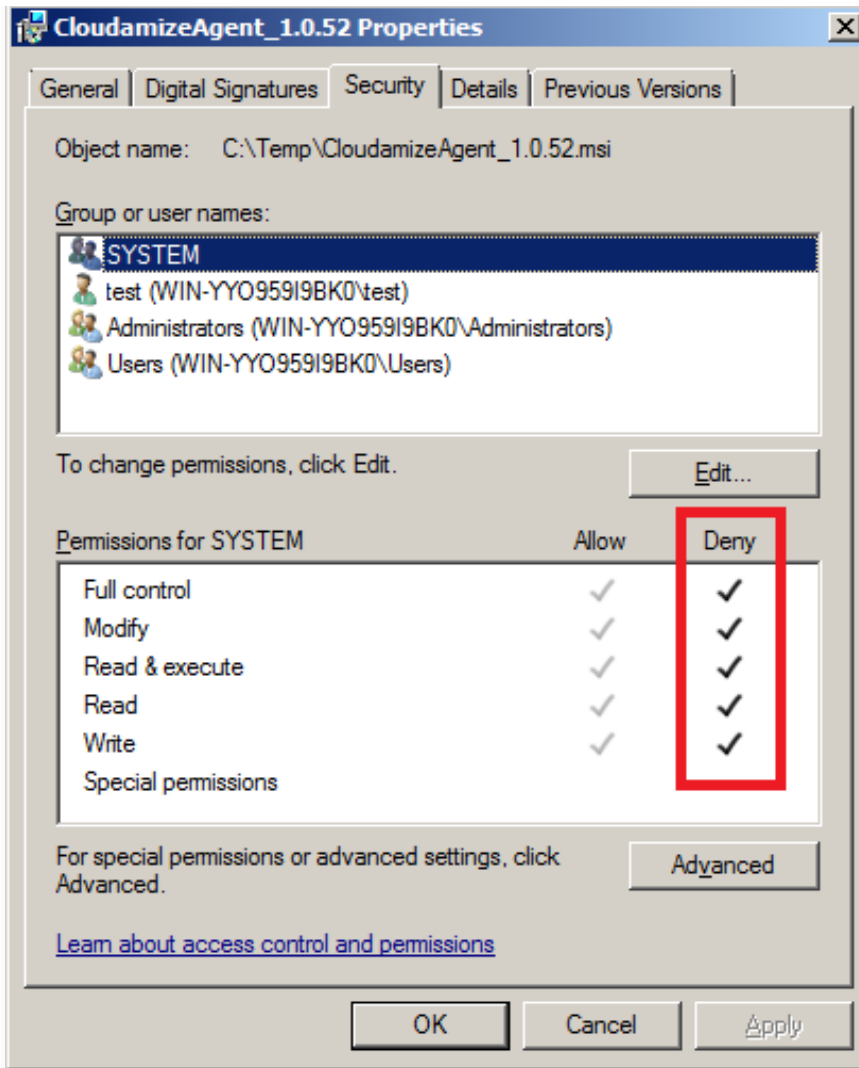 CloudamizeAgent_1.0.52 Properties
General Digital Signatures Security Details Previous Versions
Object name: C:\Temp\CloudamizeAgent_1.0.52.msi
Group or user names:
SYSTEM
test (WIN-YYO959I9BK0\test)
Administrators (WIN-YYO959I9BK0\Administrators)
Users (WIN-YYO959I9BK0\Users)
To change permissions, click Edit.
Edit...
Permissions for SYSTEM Allow Deny
Full control
Modify
Read & execute
Read
Write
Special permissions
For special permissions or advanced settings, click
Advanced.
Advanced
Learn about access control and permissions
OK Cancel Apply